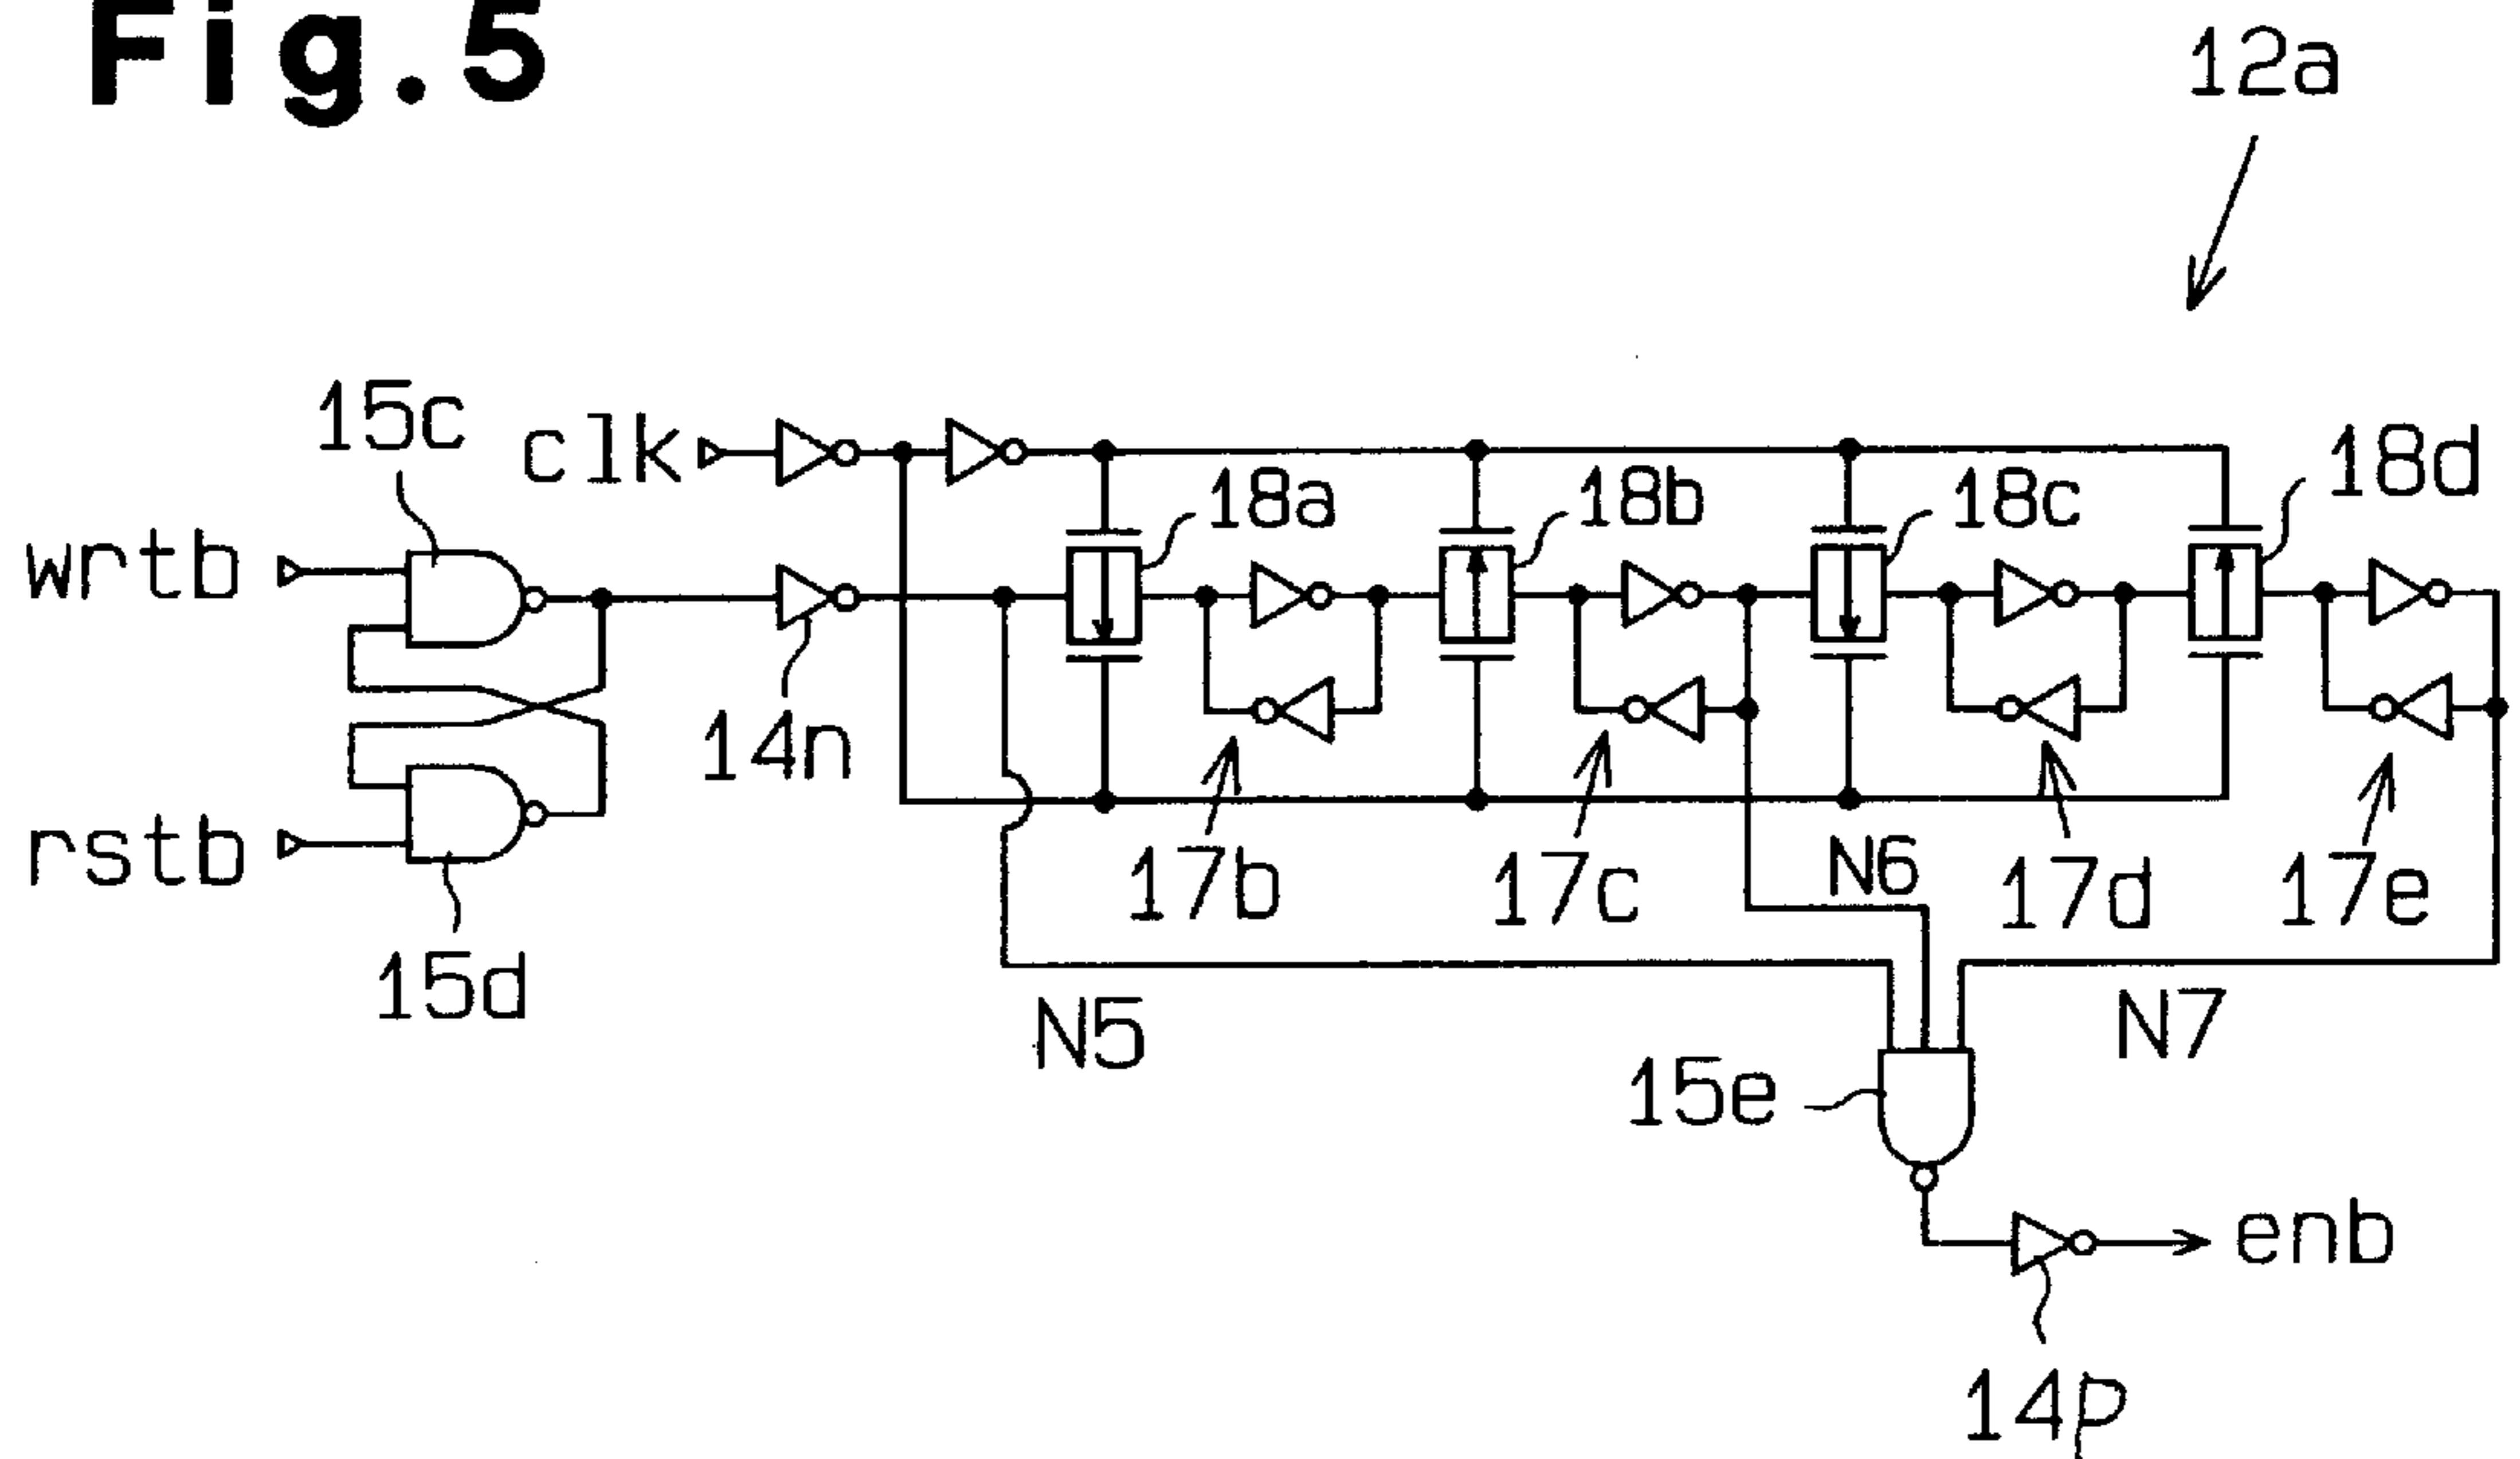 Fig.5
12a
15c
clk
18a
18b
18c
18d
wrtb
14n
rstb
17b
17c
N6
17d
17e
15d
N5
N7
15e
enb
14p